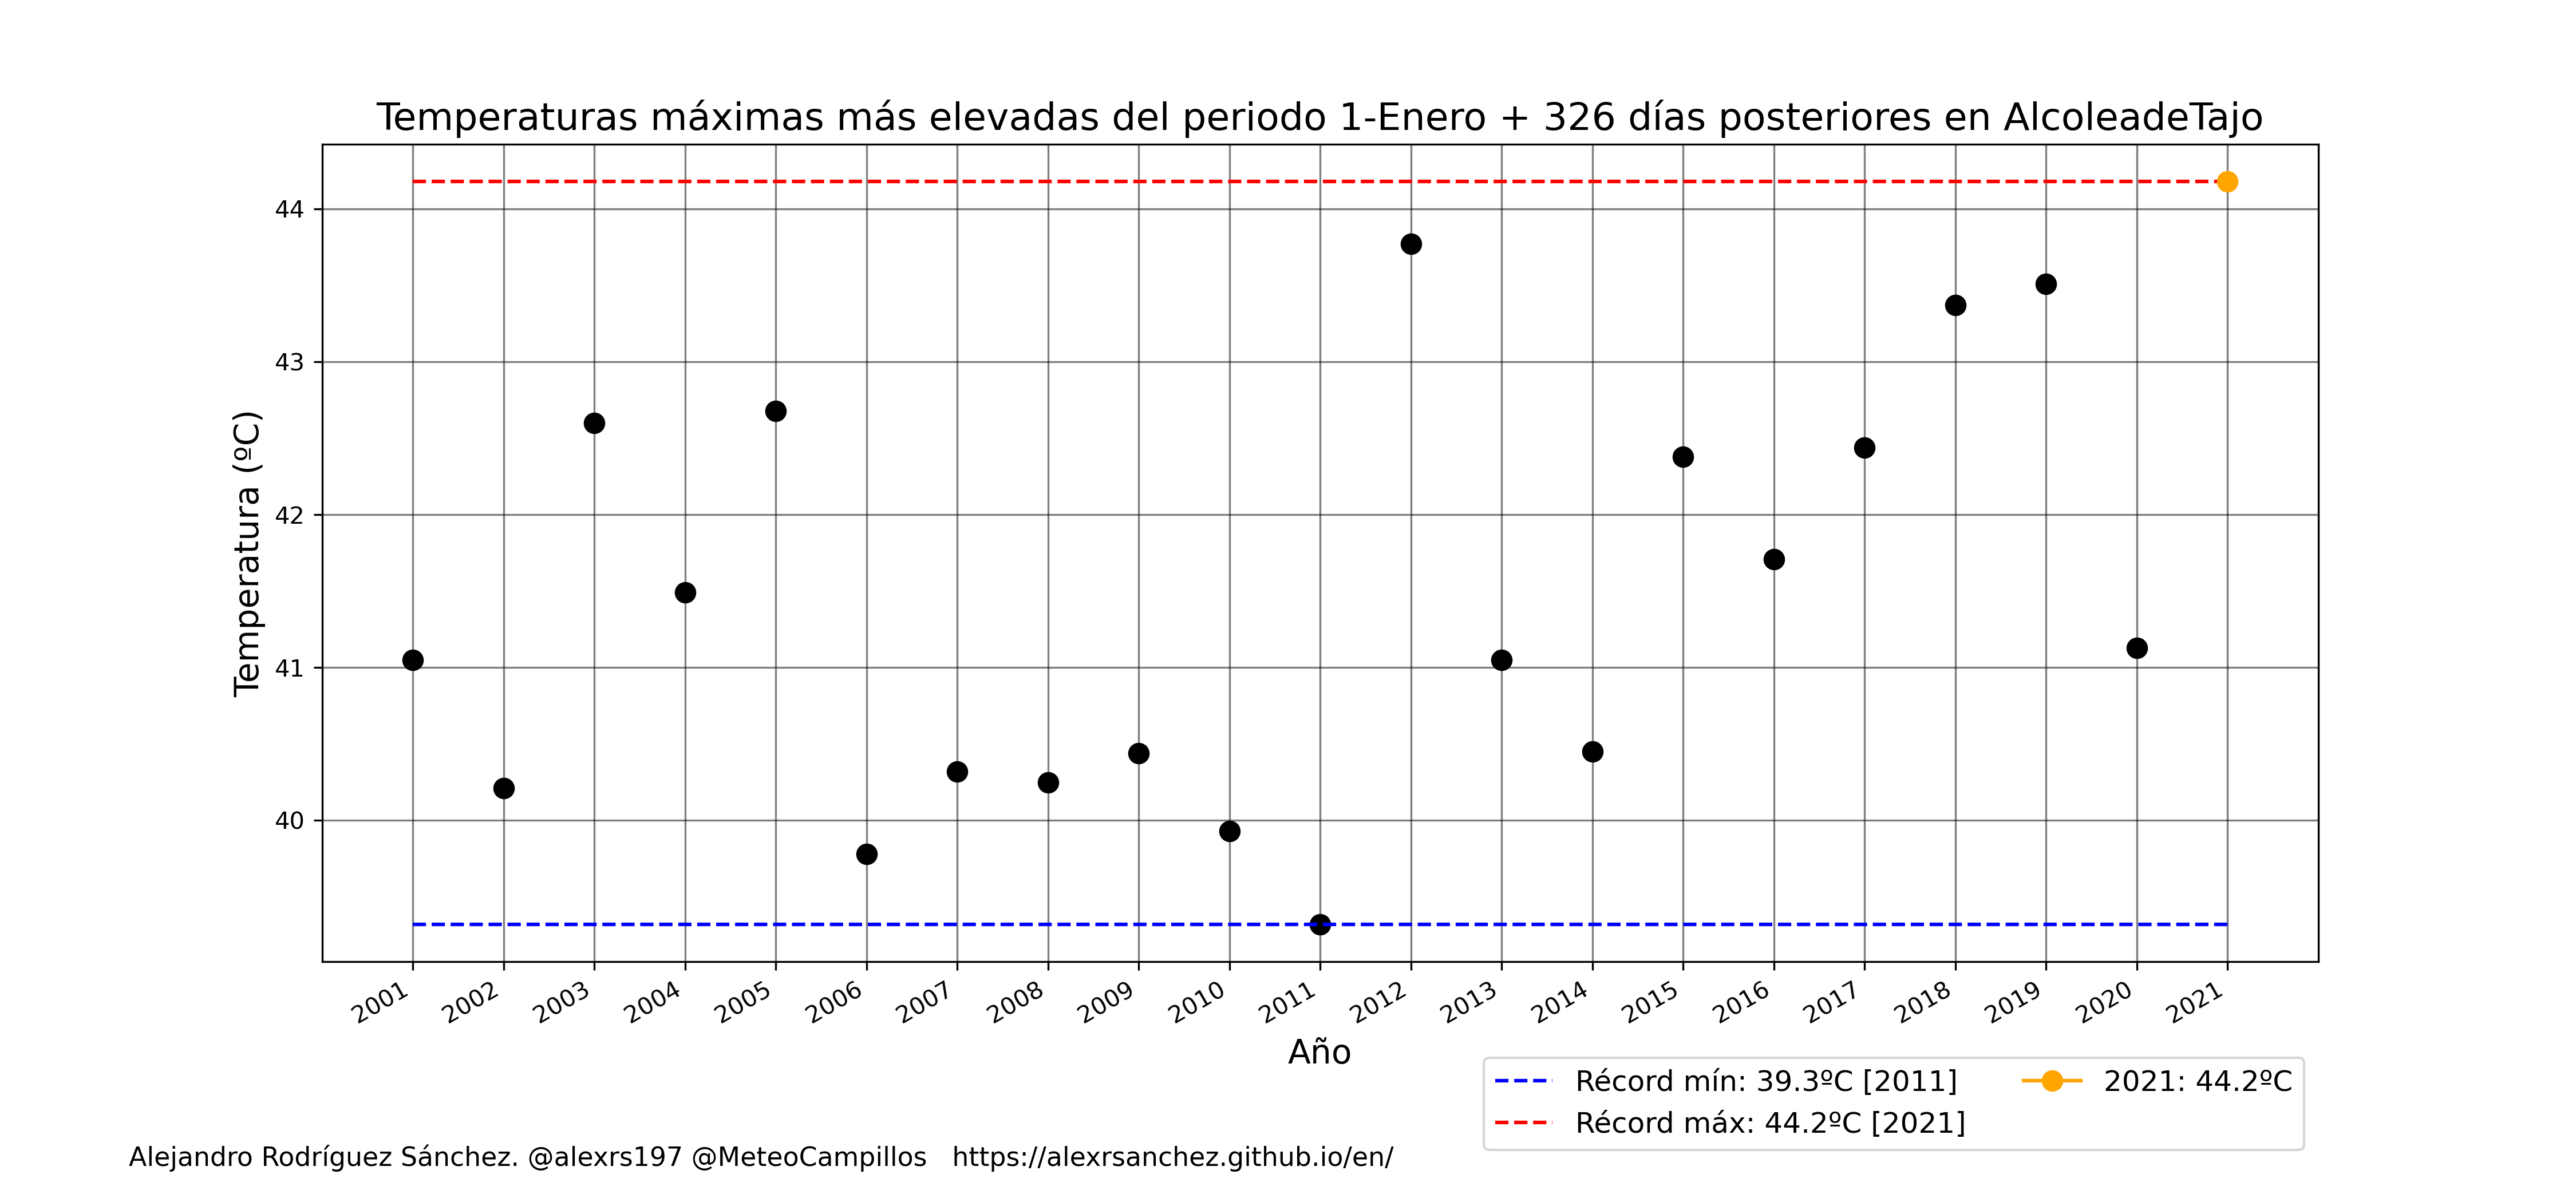 Temperaturas máximas más elevadas del periodo 1-Enero + 326 días posteriores en AlcoleadeTajo
Temperatura (ºC)
44
43
42
41
40
2001 2002 2003 2004 2005 2006 2007 2008 2009 2010 2011 2012 2013 2014 2015 2016 2017 2018 2019 2020 2021
Año
Récord mín: 39.3ºC [2011]
Récord máx: 44.2ºC [2021]
2021: 44.2ºC
Alejandro Rodríguez Sánchez. @alexrs197 @MeteoCampillos https://alexrsanchez.github.io/en/